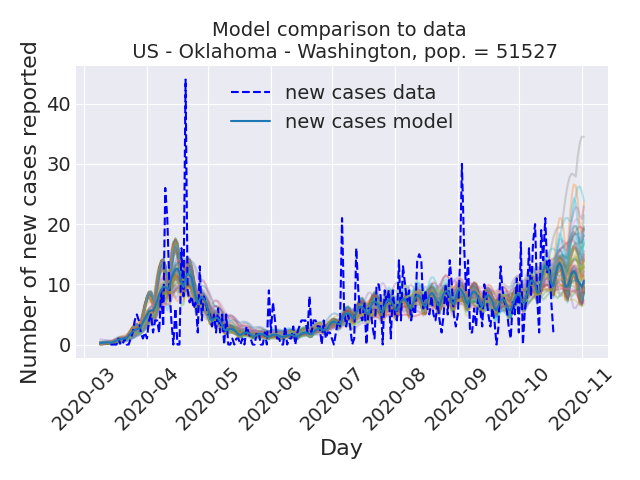 Model comparison to data
US - Oklahoma - Washington, pop. = 51527
new cases data
new cases model
Number of new cases reported
40
30
20
10
0
2020-03
2020-04
2020-05
2020-06
2020-07
2020-08
2020-09
2020-10
2020-11
Day